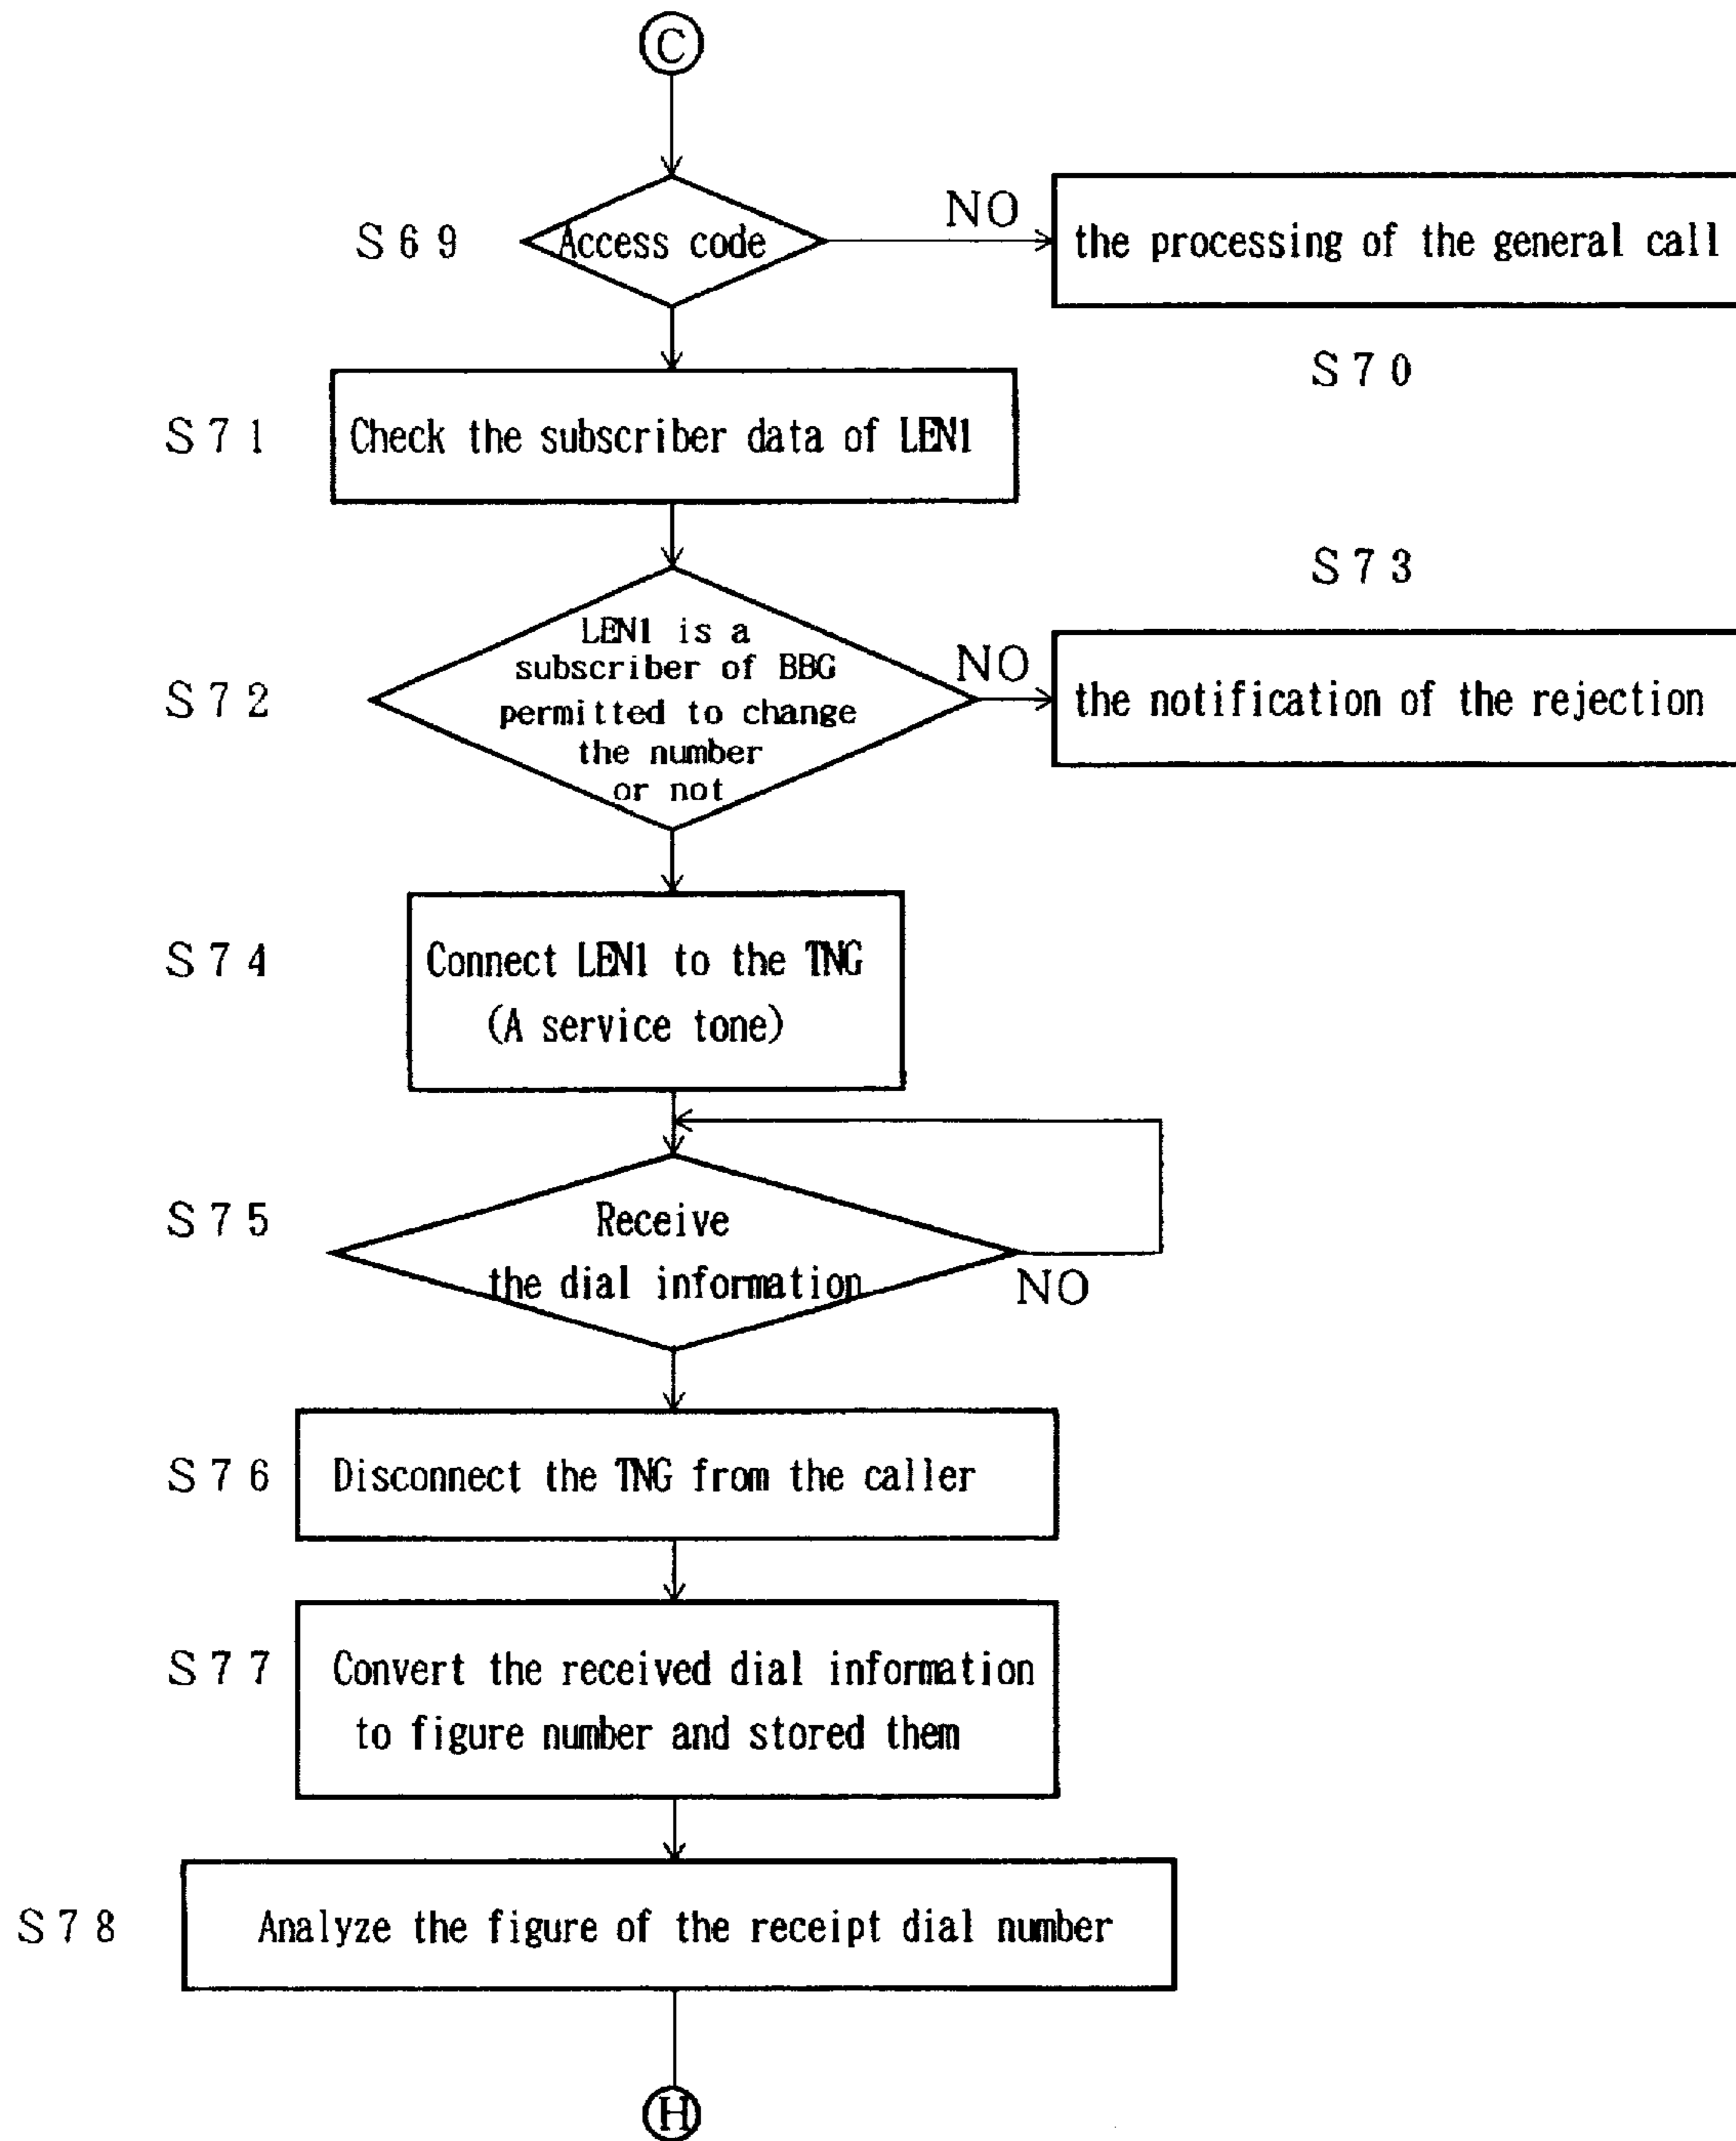 C
S69
Access code
NO
the processing of the general call
S70
S71
Check the subscriber data of LEN1
S73
S72
LEN1 is a
subscriber of BBG
permitted to change
the number
or not
NO
the notification of the rejection
S74
Connect LEN1 to the TNG
(A service tone)
S75
Receive
the dial information
NO
S76
Disconnect the TNG from the caller
S77
Convert the received dial information
to figure number and stored them
S78
Analyze the figure of the receipt dial number
H